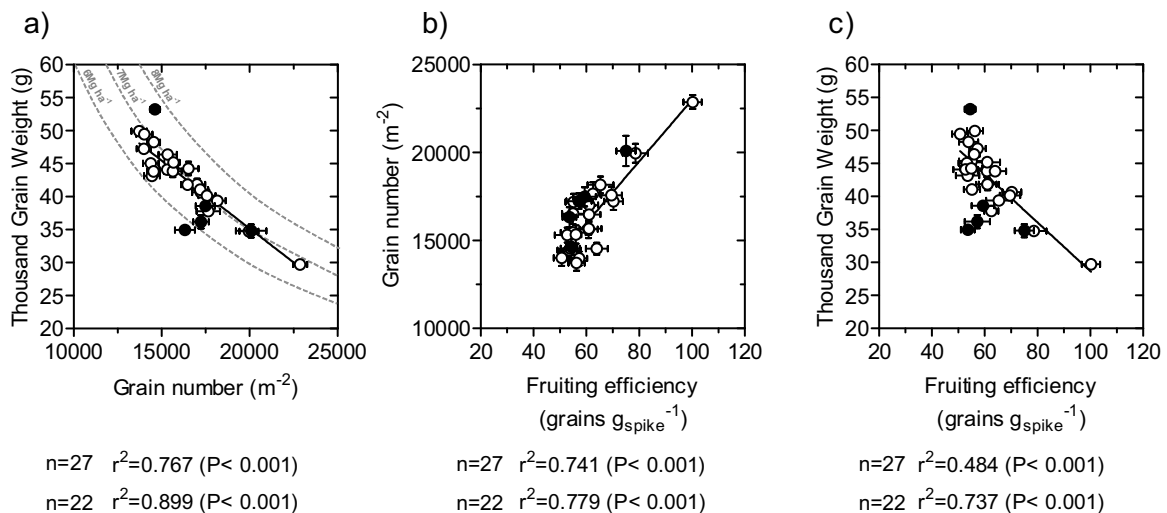 a)
60
55
50
45
40
35
30
25
20
Thousand Grain Weight (g)
6Mg ha⁻¹
7Mg ha⁻¹
8Mg ha⁻¹
10000 15000 20000 25000
Grain number (m⁻²)
n=27 r²=0.767 (P< 0.001)
n=22 r²=0.899 (P< 0.001)
b)
25000
20000
15000
10000
Grain number (m⁻²)
20 40 60 80 100 120
Fruiting efficiency
(grains g_spike⁻¹)
n=27 r²=0.741 (P< 0.001)
n=22 r²=0.779 (P< 0.001)
c)
60
55
50
45
40
35
30
25
20
Thousand Grain Weight (g)
20 40 60 80 100 120
Fruiting efficiency
(grains g_spike⁻¹)
n=27 r²=0.484 (P< 0.001)
n=22 r²=0.737 (P< 0.001)